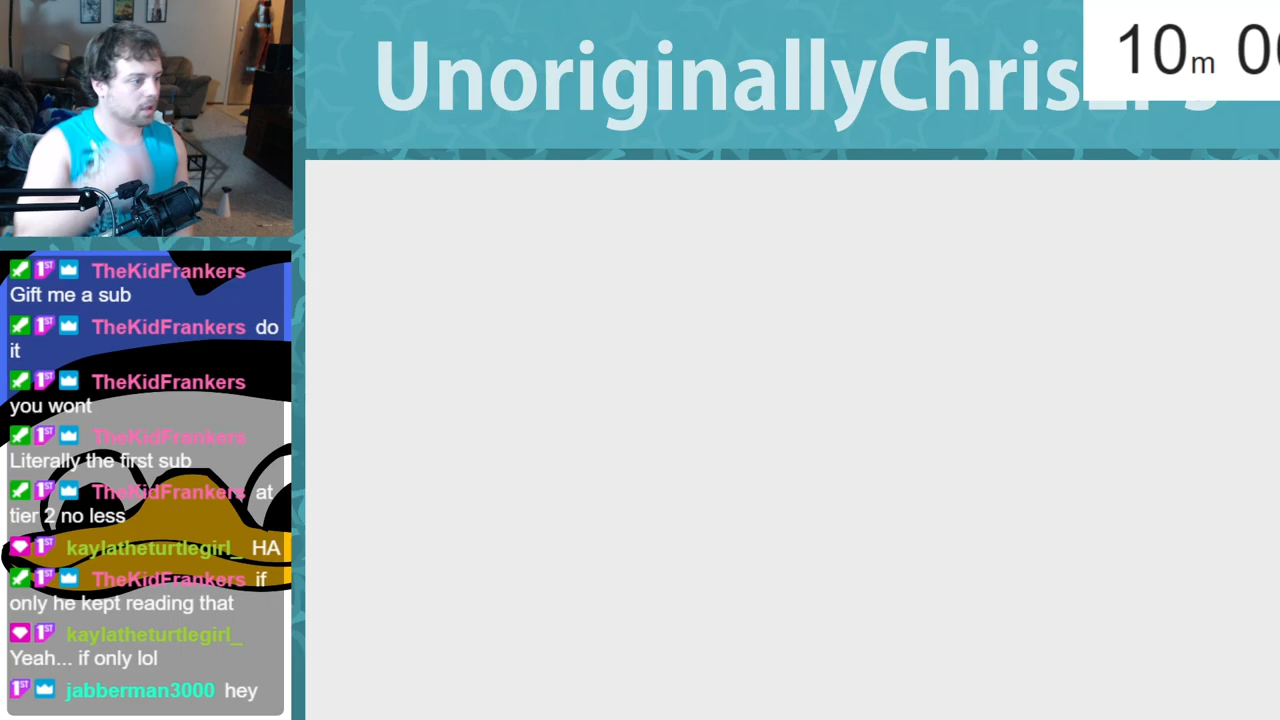 UnoriginallyChris
10m 0
TheKidFrankers
Gift me a sub
TheKidFrankers do
it
TheKidFrankers
you wont
TheKidFrankers
Literally the first sub
TheKidFrankers at
tier 2 no less
kaylatheturtlegirl_ HA
TheKidFrankers if
only he kept reading that
kaylatheturtlegirl_
Yeah... if only lol
jabberman3000 hey